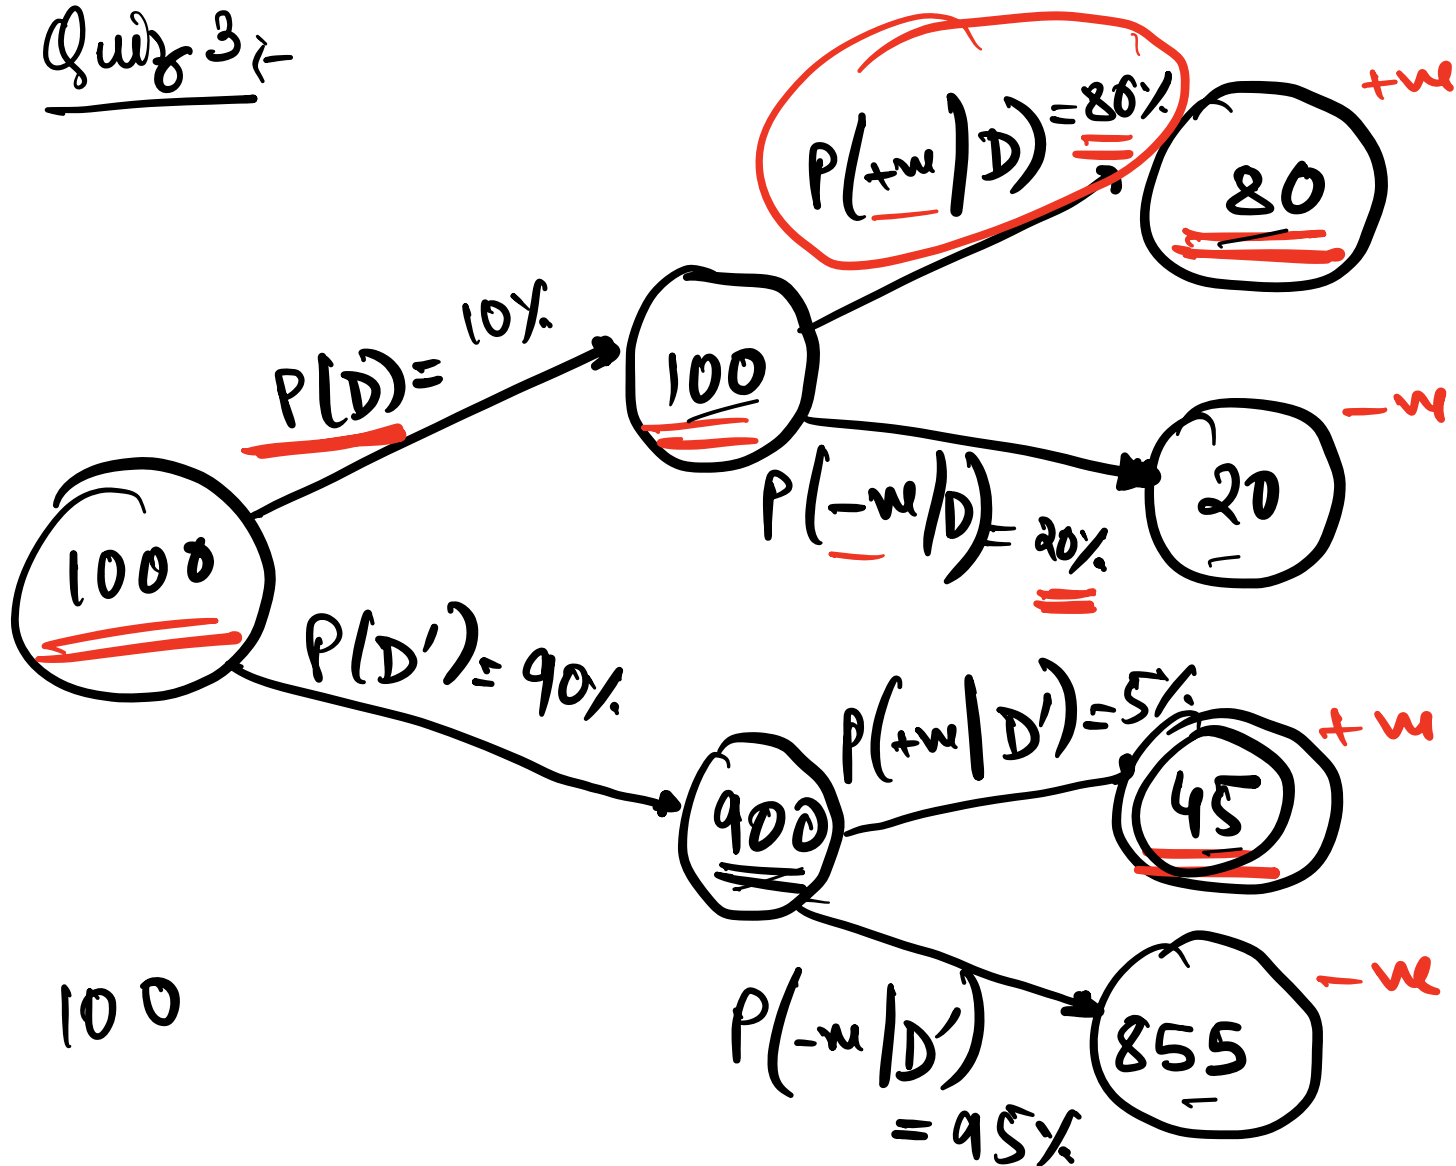 Quiz 3:-
P(D) = 10%
P(+ve | D) = 80%
+ve
80
100
1000
-ve
20
P(-ve | D) = 20%
P(D') = 90%
P(+ve | D') = 5%
+ve
45
900
-ve
855
P(-ve | D')
= 95%
100